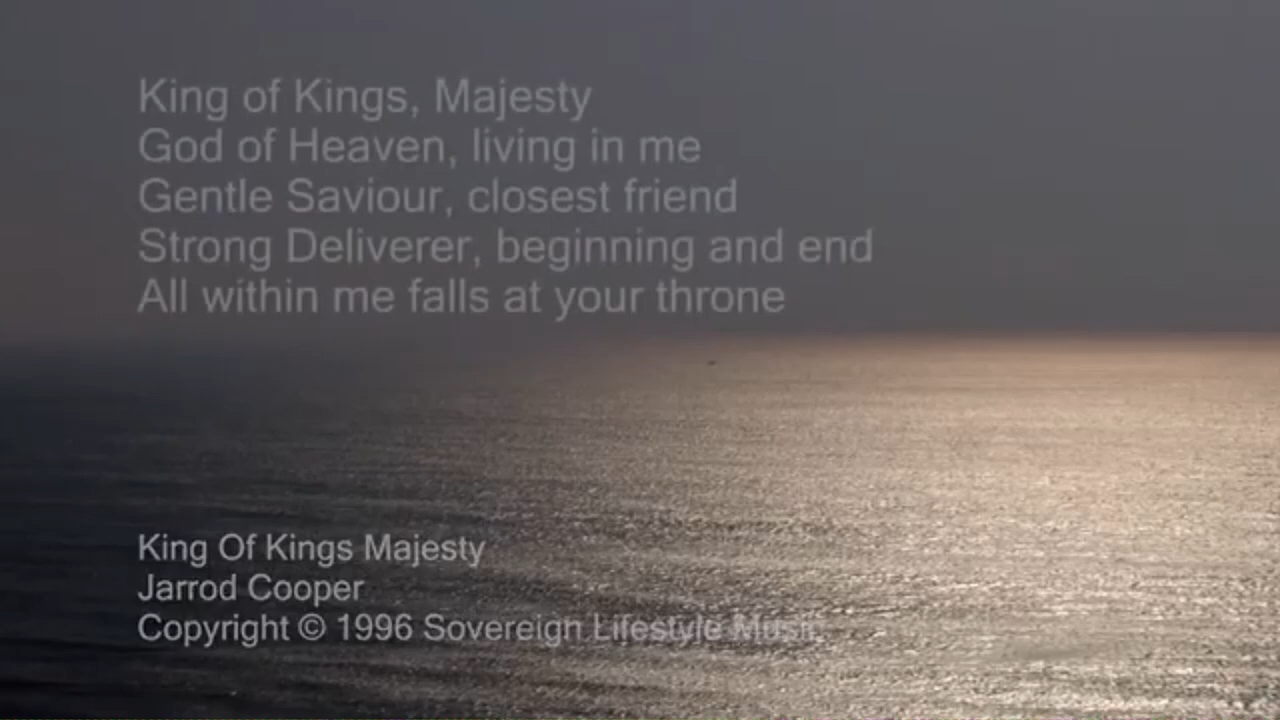 King of Kings, Majesty
God of Heaven, living in me
Gentle Saviour, closest friend
Strong Deliverer, beginning and end
All within me falls at your throne
King Of Kings Majesty
Jarrod Cooper
Copyright © 1996 Sovereign Lifestyle Music